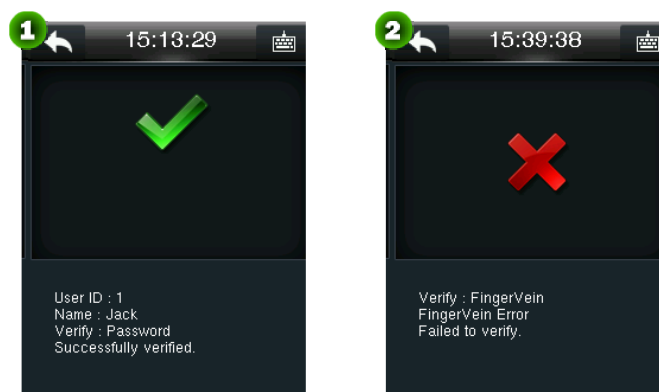 1
15:13:29
User ID : 1
Name : Jack
Verify : Password
Successfully verified.
2
15:39:38
Verify : FingerVein
FingerVein Error
Failed to verify.